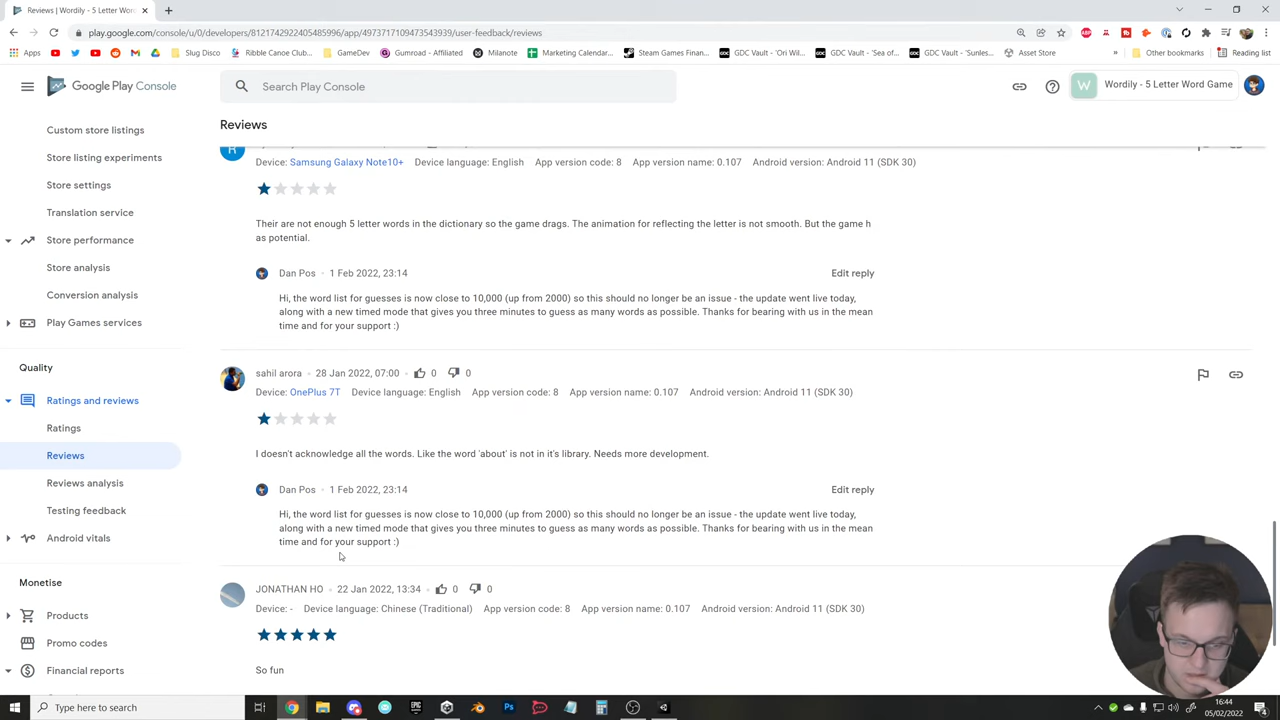 Reviews | Wordily - 5 Letter Word
play.google.com/console/u/0/developers/8121742922405981235/app/4973717109473543939/user-feedback/reviews
Apps
Slug Disco
Ribble Canoe Club...
GameDev
Gumroad - Affiliated
Milanote
Marketing Calendar...
Steam Games Finan...
GDC Vault - 'Ori Wil...
GDC Vault - 'Sea of...
GDC Vault - 'Sunles...
Asset Store
Other bookmarks
Reading list
Google Play Console
Search Play Console
W
Wordily - 5 Letter Word Game
Reviews
Custom store listings
Store listing experiments
Store settings
Translation service
Store performance
Store analysis
Conversion analysis
Play Games services
Quality
Ratings and reviews
Ratings
Reviews
Reviews analysis
Testing feedback
Android vitals
Monetise
Products
Promo codes
Financial reports
Device: Samsung Galaxy Note10+ Device language: English App version code: 8 App version name: 0.107 Android version: Android 11 (SDK 30)
Their are not enough 5 letter words in the dictionary so the game drags. The animation for reflecting the letter is not smooth. But the game h
as potential.
Dan Pos • 1 Feb 2022, 23:14
Edit reply
Hi, the word list for guesses is now close to 10,000 (up from 2000) so this should no longer be an issue - the update went live today,
along with a new timed mode that gives you three minutes to guess as many words as possible. Thanks for bearing with us in the mean
time and for your support :)
sahil arora • 28 Jan 2022, 07:00 • 0 0
Device: OnePlus 7T Device language: English App version code: 8 App version name: 0.107 Android version: Android 11 (SDK 30)
I doesn't acknowledge all the words. Like the word 'about' is not in it's library. Needs more development.
Dan Pos • 1 Feb 2022, 23:14
Edit reply
Hi, the word list for guesses is now close to 10,000 (up from 2000) so this should no longer be an issue - the update went live today,
along with a new timed mode that gives you three minutes to guess as many words as possible. Thanks for bearing with us in the mean
time and for your support :)
JONATHAN HO • 22 Jan 2022, 13:34 • 0 0
Device: - Device language: Chinese (Traditional) App version code: 8 App version name: 0.107 Android version: Android 11 (SDK 30)
So fun
Type here to search
16:44
05/02/2022